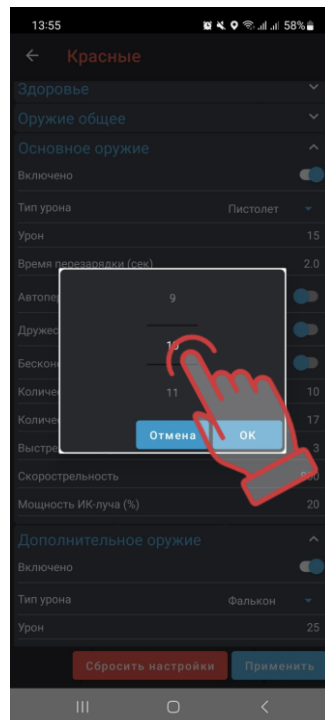 13:55
58%
Красные
Здоровье
Оружие общее
Основное оружие
Включено
Тип урона Пистолет
Урон 15
Время перезарядки (сек) 2.0
9
10
10
11
17
Отмена OK
3
Скорострельность
Мощность ИК-луча (%) 20
Дополнительное оружие
Включено
Тип урона Фалькон
Урон 25
Сбросить настройки Применить